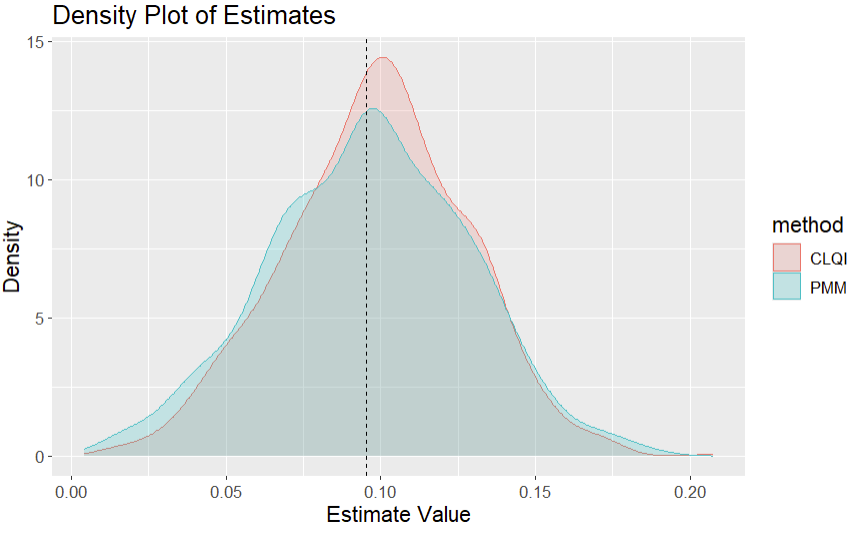 Density Plot of Estimates
15
10
5
0
Density
0.00 0.05 0.10 0.15 0.20
Estimate Value
method
CLQI
PMM